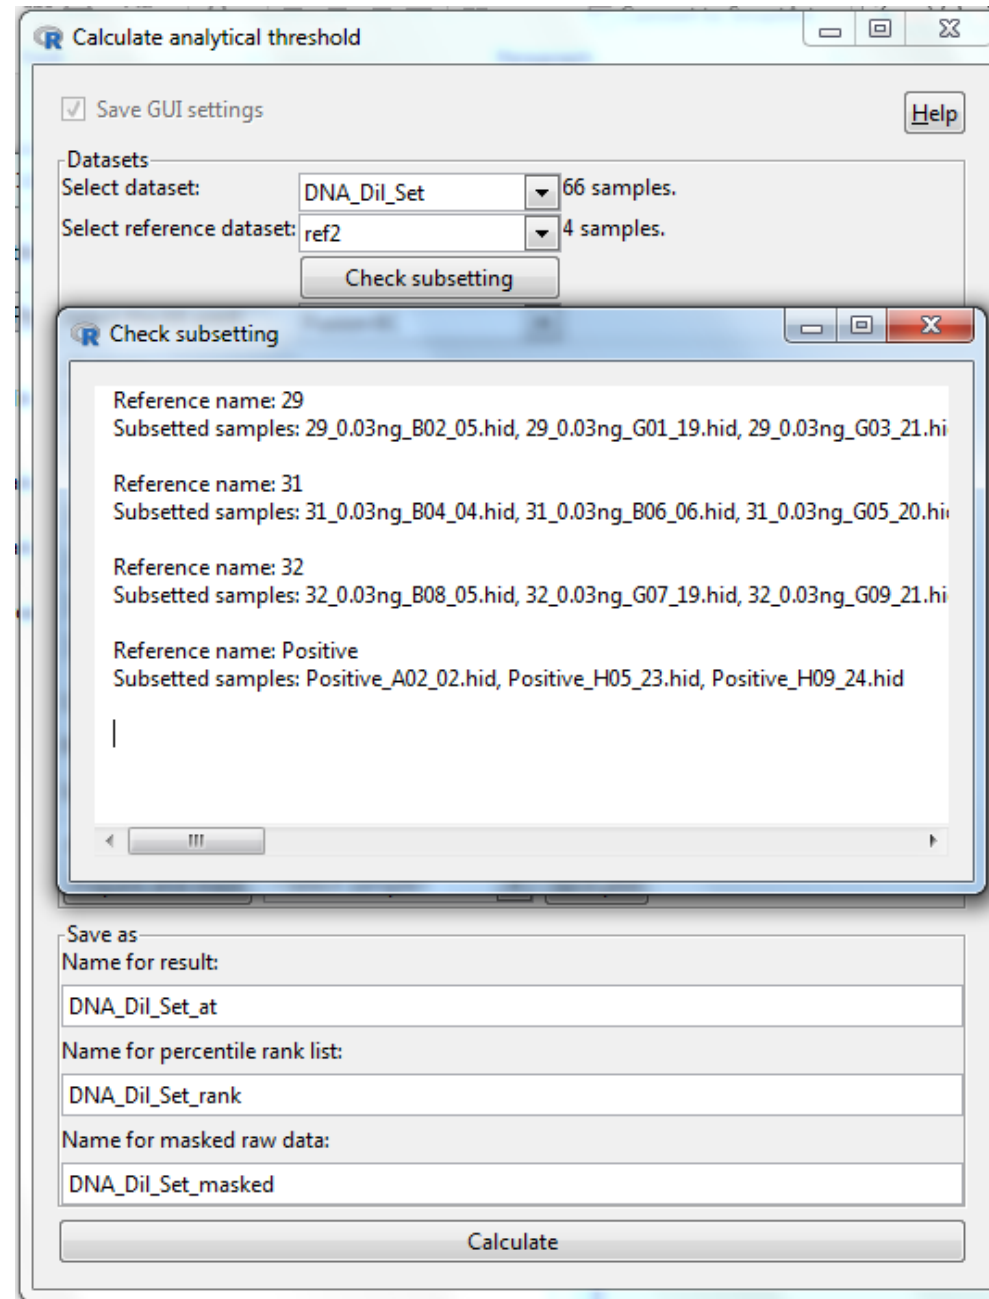 Calculate analytical threshold
Save GUI settings
Help
Datasets
Select dataset: DNA_Dil_Set 66 samples.
Select reference dataset: ref2 4 samples.
Check subsetting
Check subsetting
Reference name: 29
Subsetted samples: 29_0.03ng_B02_05.hid, 29_0.03ng_G01_19.hid, 29_0.03ng_G03_21.hi
Reference name: 31
Subsetted samples: 31_0.03ng_B04_04.hid, 31_0.03ng_B06_06.hid, 31_0.03ng_G05_20.hi
Reference name: 32
Subsetted samples: 32_0.03ng_B08_05.hid, 32_0.03ng_G07_19.hid, 32_0.03ng_G09_21.hi
Reference name: Positive
Subsetted samples: Positive_A02_02.hid, Positive_H05_23.hid, Positive_H09_24.hid
Save as
Name for result:
DNA_Dil_Set_at
Name for percentile rank list:
DNA_Dil_Set_rank
Name for masked raw data:
DNA_Dil_Set_masked
Calculate